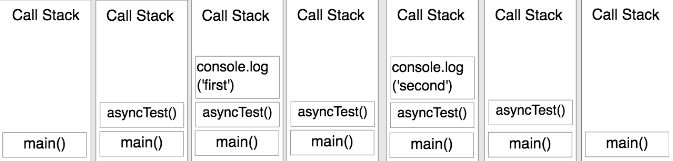 Call Stack
main()
Call Stack
asyncTest()
main()
Call Stack
console.log
('first')
asyncTest()
main()
Call Stack
asyncTest()
main()
Call Stack
console.log
('second')
asyncTest()
main()
Call Stack
asyncTest()
main()
Call Stack
main()